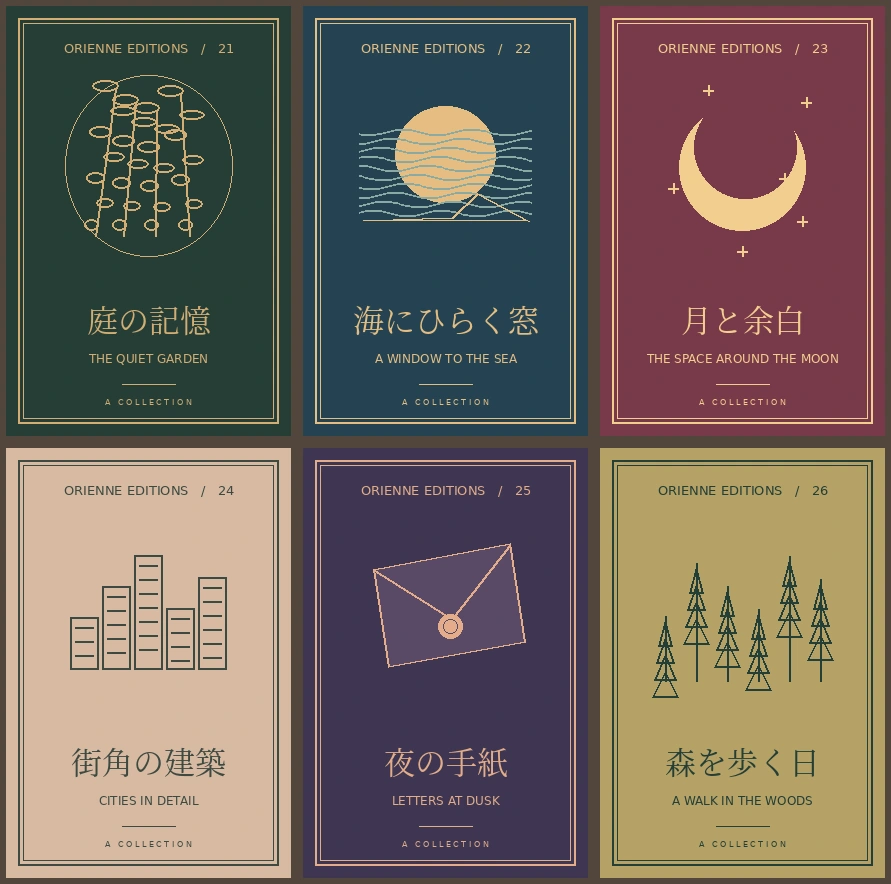 ORIENNE EDITIONS / 21
庭の記憶
THE QUIET GARDEN
A COLLECTION
ORIENNE EDITIONS / 22
海にひらく窓
A WINDOW TO THE SEA
A COLLECTION
ORIENNE EDITIONS / 23
月と余白
THE SPACE AROUND THE MOON
A COLLECTION
ORIENNE EDITIONS / 24
街角の建築
CITIES IN DETAIL
A COLLECTION
ORIENNE EDITIONS / 25
夜の手紙
LETTERS AT DUSK
A COLLECTION
ORIENNE EDITIONS / 26
森を歩く日
A WALK IN THE WOODS
A COLLECTION